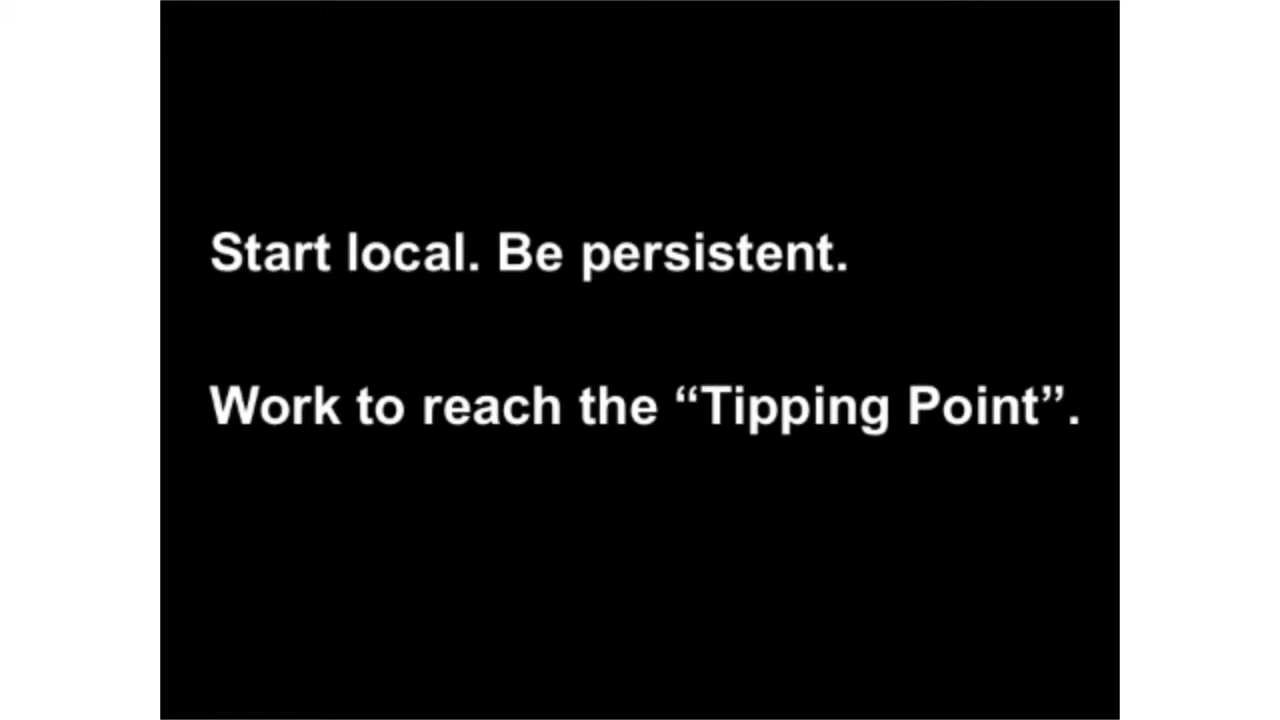 Start local. Be persistent.
Work to reach the “Tipping Point”.